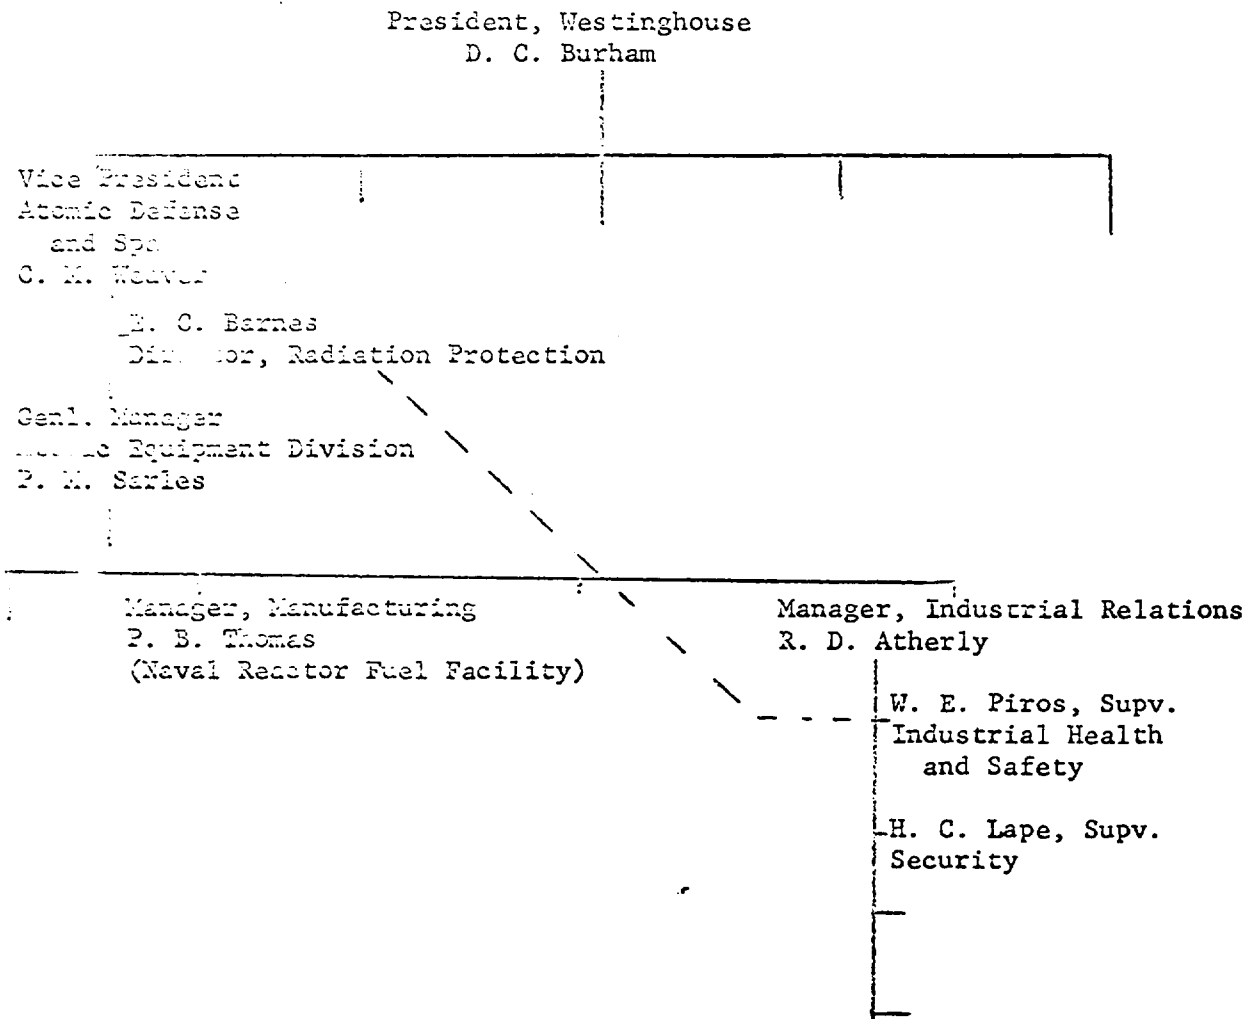 President, Westinghouse
D. C. Burham
Vice President
Atomic Defense
and
C. M. Weaver
E. C. Barnes
Radiation Protection
Genl. Manager
Equipment Division
P. M. Sarles
Manager, Manufacturing
P. B. Thomas
(Naval Reactor Fuel Facility)
Manager, Industrial Relations
R. D. Atherly
W. E. Piros, Supv.
Industrial Health
and Safety
H. C. Lape, Supv.
Security